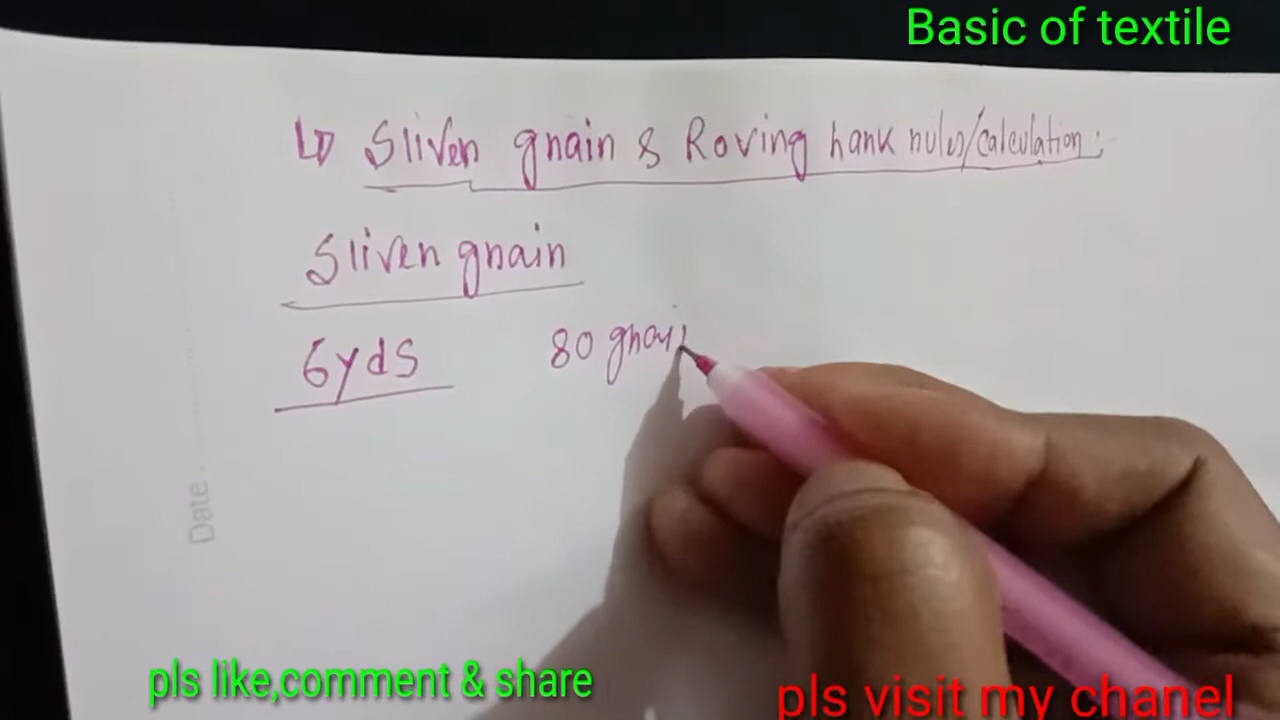 Basic of textile
Sliver grain & Roving hank rules/calculation:
Sliver grain
6yds 80 grai
Date :
pls like,comment & share
pls visit my chanel